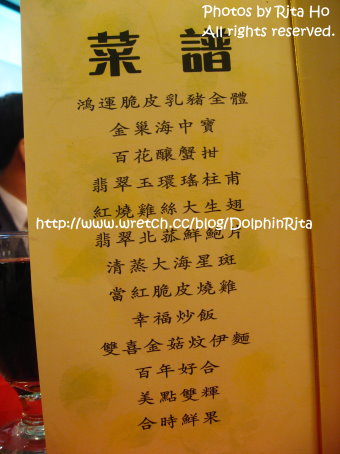 Photos by Rita Ho
All rights reserved.
菜譜
鴻運脆皮乳豬全體
金巢海中寶
百花釀蟹拑
翡翠玉環瑤柱甫
紅燒雞絲大生翅
http://www.wretch.cc/blog/DolphinRita
翡翠北菰鮮鮑片
清蒸大海星斑
當紅脆皮燒雞
幸福炒飯
雙喜金菇炆伊麵
百年好合
美點雙輝
合時鮮果